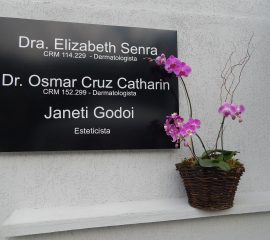 Dra. Elizabeth Senra
CRM 114.229 - Dermatologista
Dr. Osmar Cruz Catharin
CRM 152.299 - Dermatologista
Janeti Godoi
Esteticista